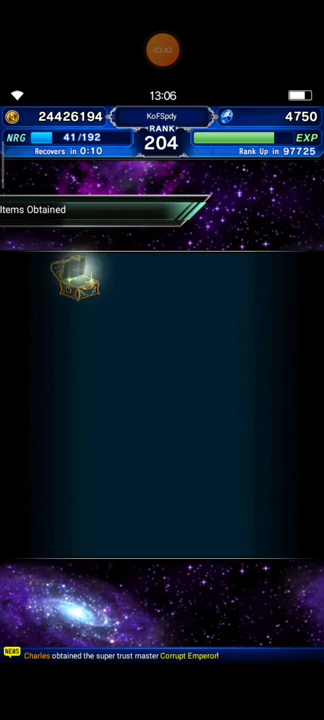 03:43
13:06
24426194
KoFSpdy
4750
NRG 41/192
RANK
204
EXP
Recovers in 0:10
Rank Up in 97725
Items Obtained
NEWS
Charles obtained the super trust master Corrupt Emperor!